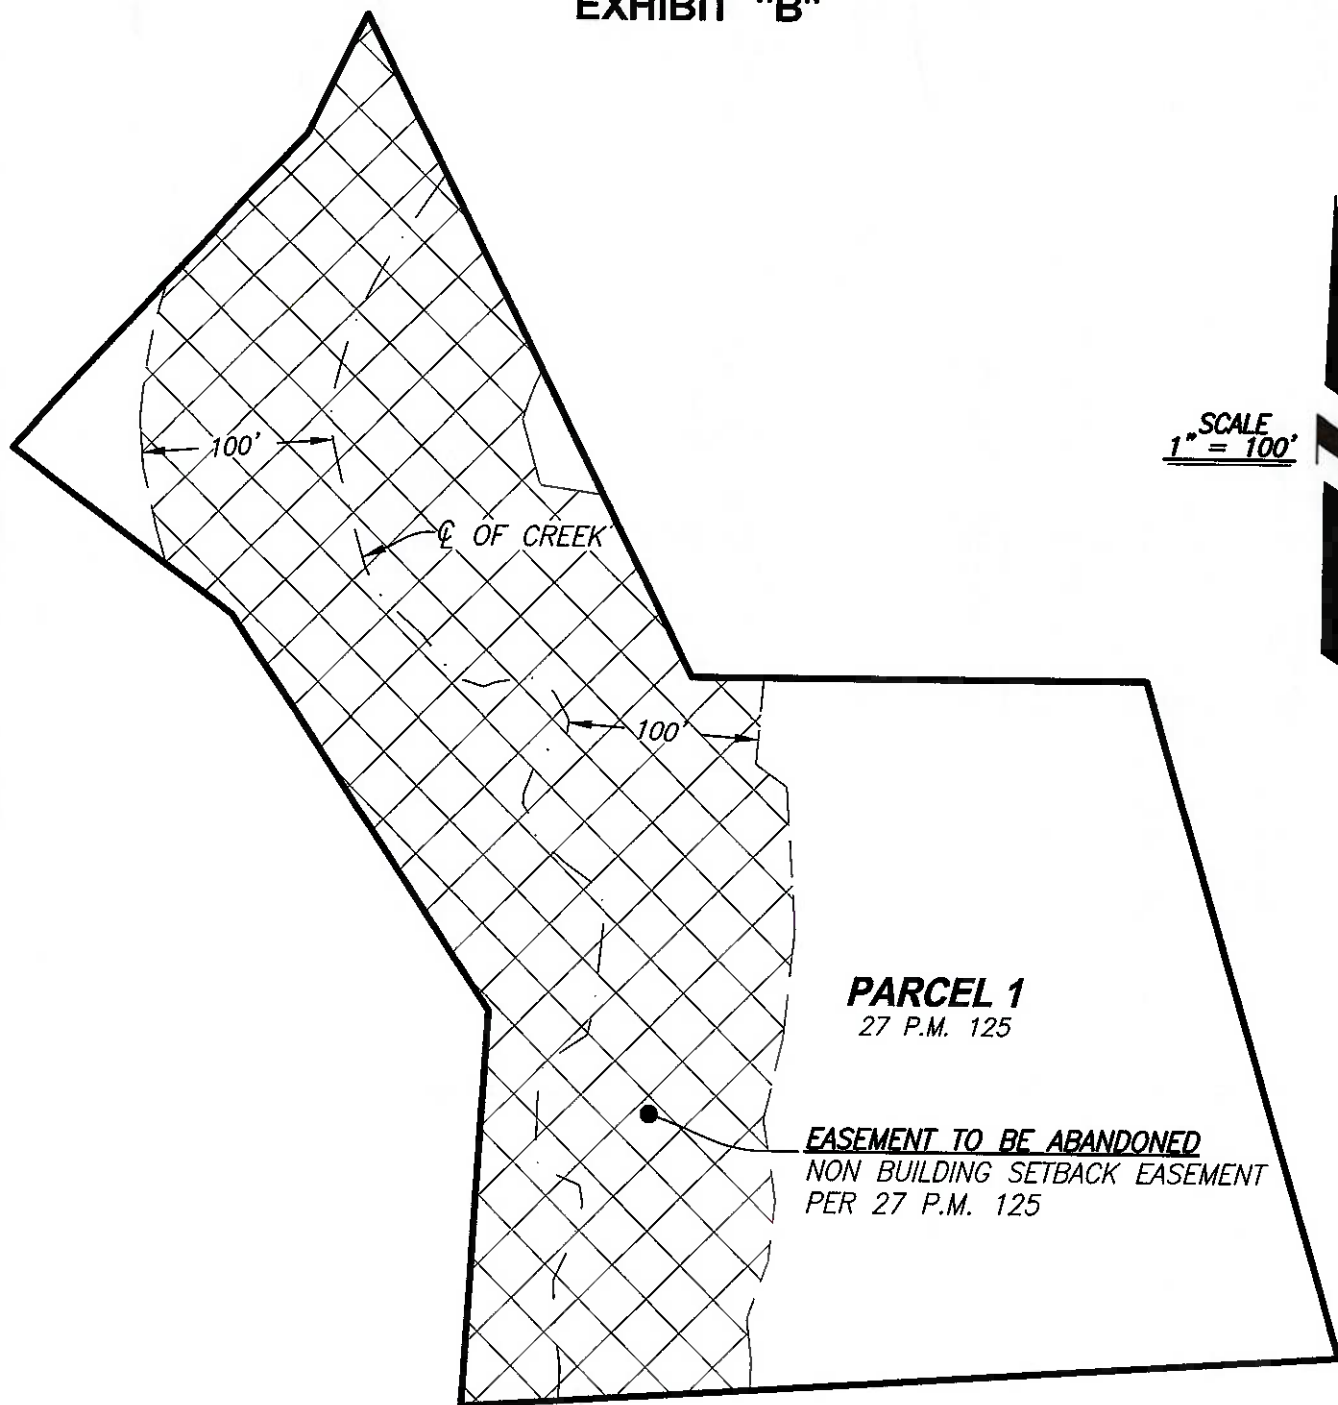 EXHIBIT "B"
SCALE
1" = 100'
100'
℄ OF CREEK
100'
PARCEL 1
27 P.M. 125
EASEMENT TO BE ABANDONED
NON BUILDING SETBACK EASEMENT
PER 27 P.M. 125